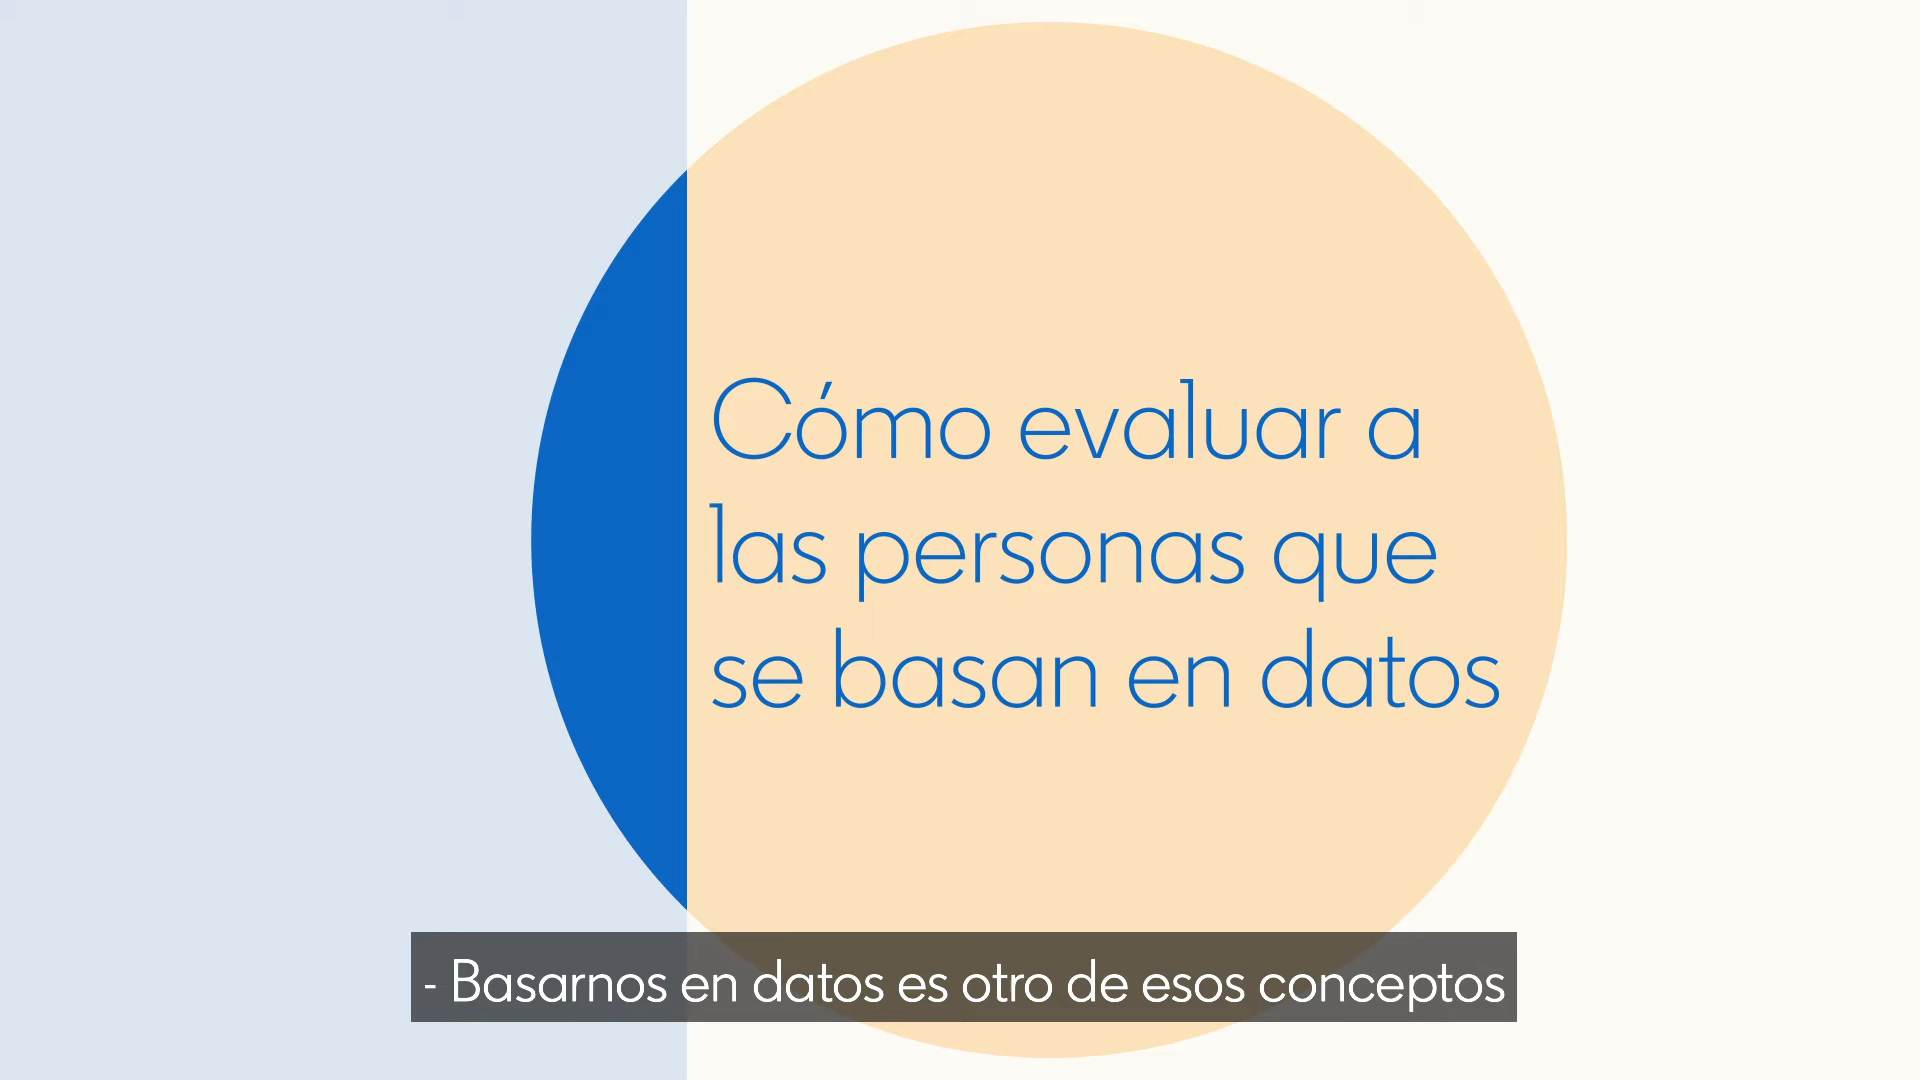 Cómo evaluar a
las personas que
se basan en datos
- Basarnos en datos es otro de esos conceptos